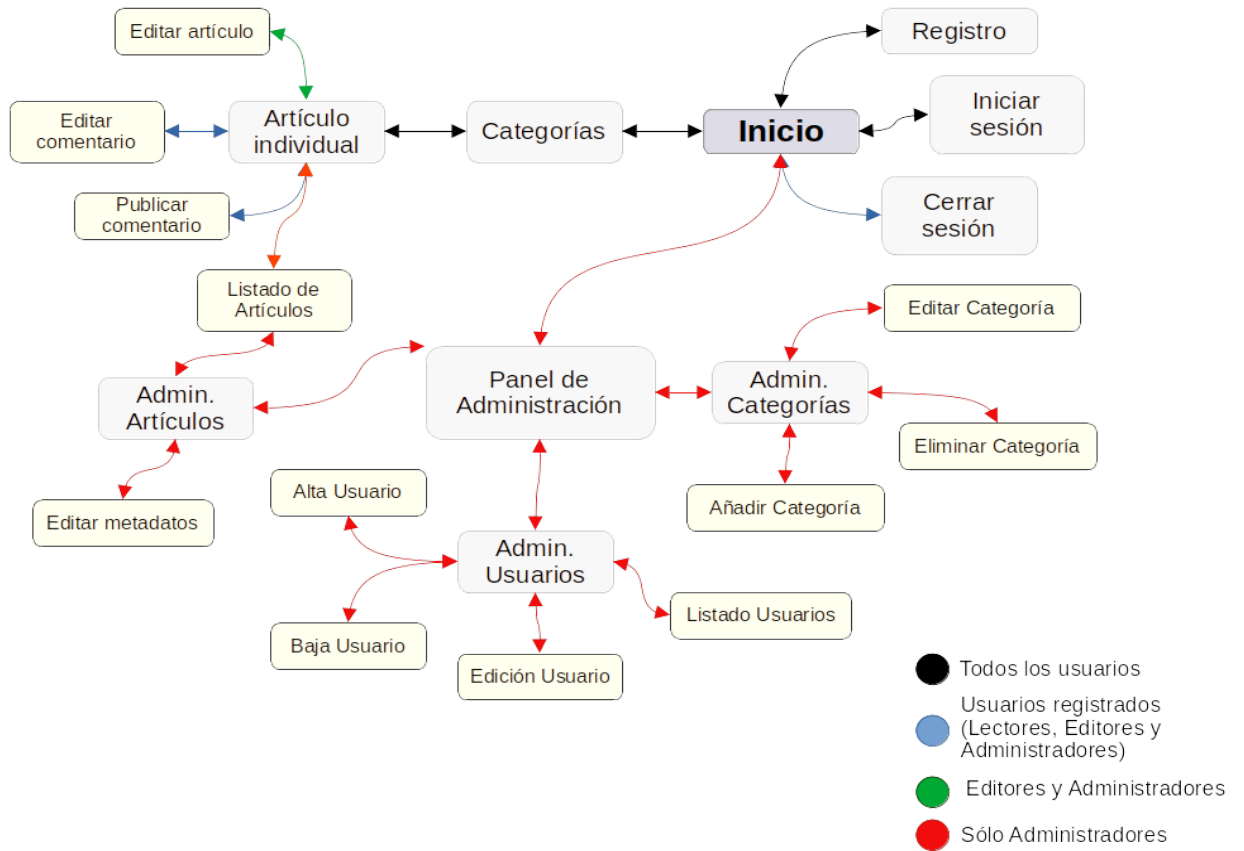 Editar artículo
Registro
Editar
comentario
Artículo
individual
Categorías
Inicio
Iniciar
sesión
Publicar
comentario
Cerrar
sesión
Listado de
Artículos
Editar Categoría
Admin.
Artículos
Panel de
Administración
Admin.
Categorías
Eliminar Categoría
Alta Usuario
Añadir Categoría
Editar metadatos
Admin.
Usuarios
Listado Usuarios
Baja Usuario
Edición Usuario
Todos los usuarios
Usuarios registrados
(Lectores, Editores y
Administradores)
Editores y Administradores
Sólo Administradores